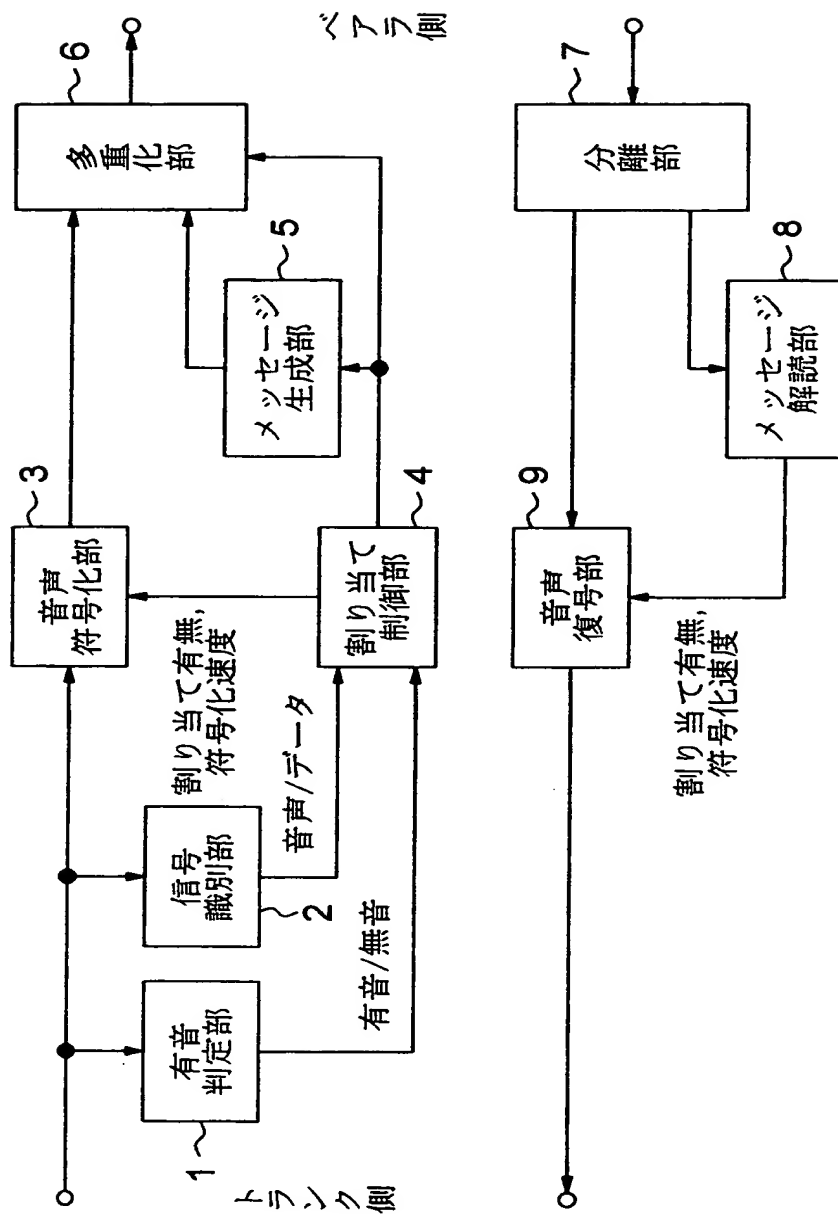 トランク側
1
有音
判定部
2
信号
識別部
有音/無音
音声/データ
割り当て有無,
符号化速度
3
音声
符号化部
4
割り当て
制御部
5
メッセージ
生成部
6
多重化部
ベアラ側
7
分離部
8
メッセージ
解読部
9
音声
復号部
割り当て有無,
符号化速度